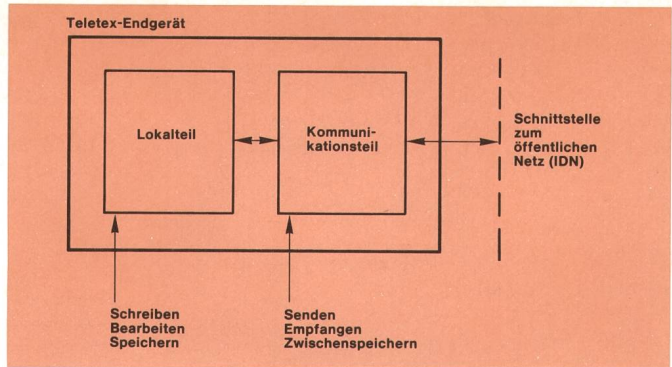 Teletex-Endgerät
Lokalteil
Kommuni-
kationsteil
Schnittstelle
zum
öffentlichen
Netz (IDN)
Schreiben
Bearbeiten
Speichern
Senden
Empfangen
Zwischenspeichern